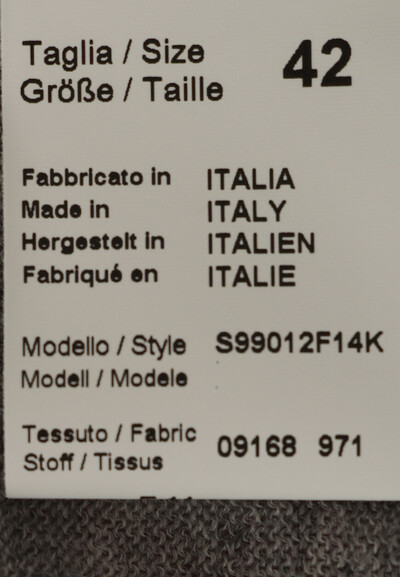 Taglia / Size 42
Größe / Taille
Fabbricato in ITALIA
Made in ITALY
Hergestelt in ITALIEN
Fabriqué en ITALIE
Modello / Style S99012F14K
Modell / Modele
Tessuto / Fabric 09168 971
Stoff / Tissus